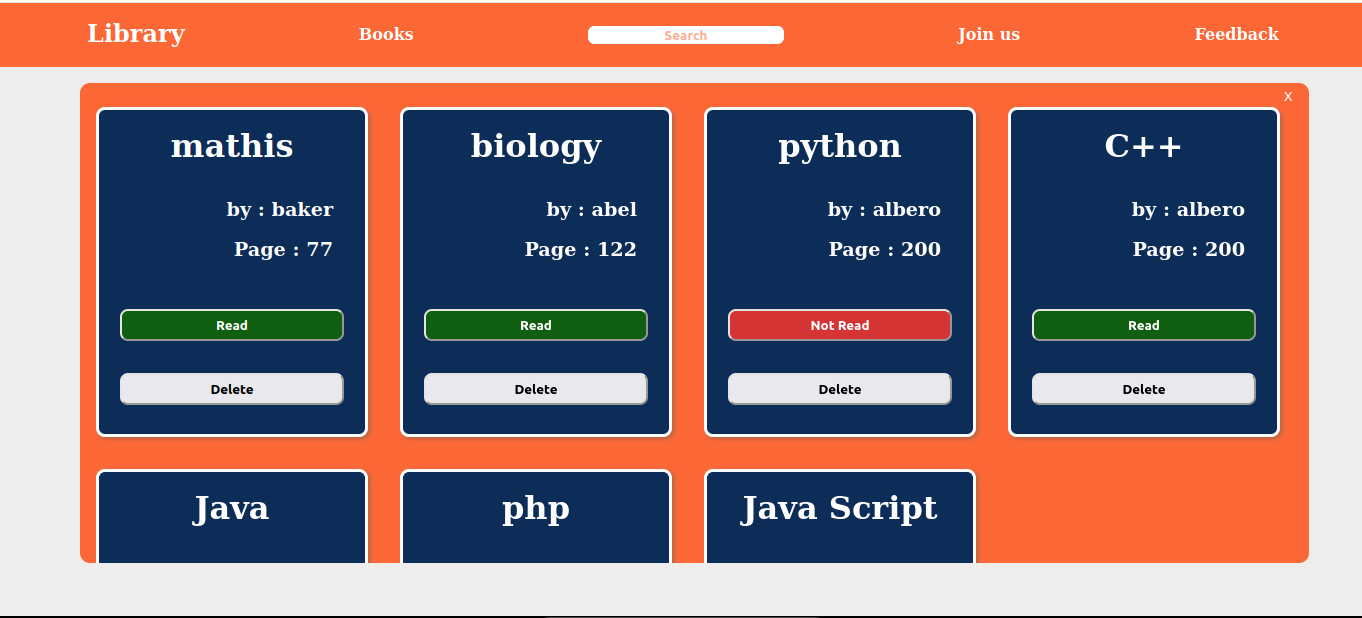 Library
Books
Search
Join us
Feedback
X
mathis
by : baker
Page : 77
Read
Delete
biology
by : abel
Page : 122
Read
Delete
python
by : albero
Page : 200
Not Read
Delete
C++
by : albero
Page : 200
Read
Delete
Java
php
Java Script